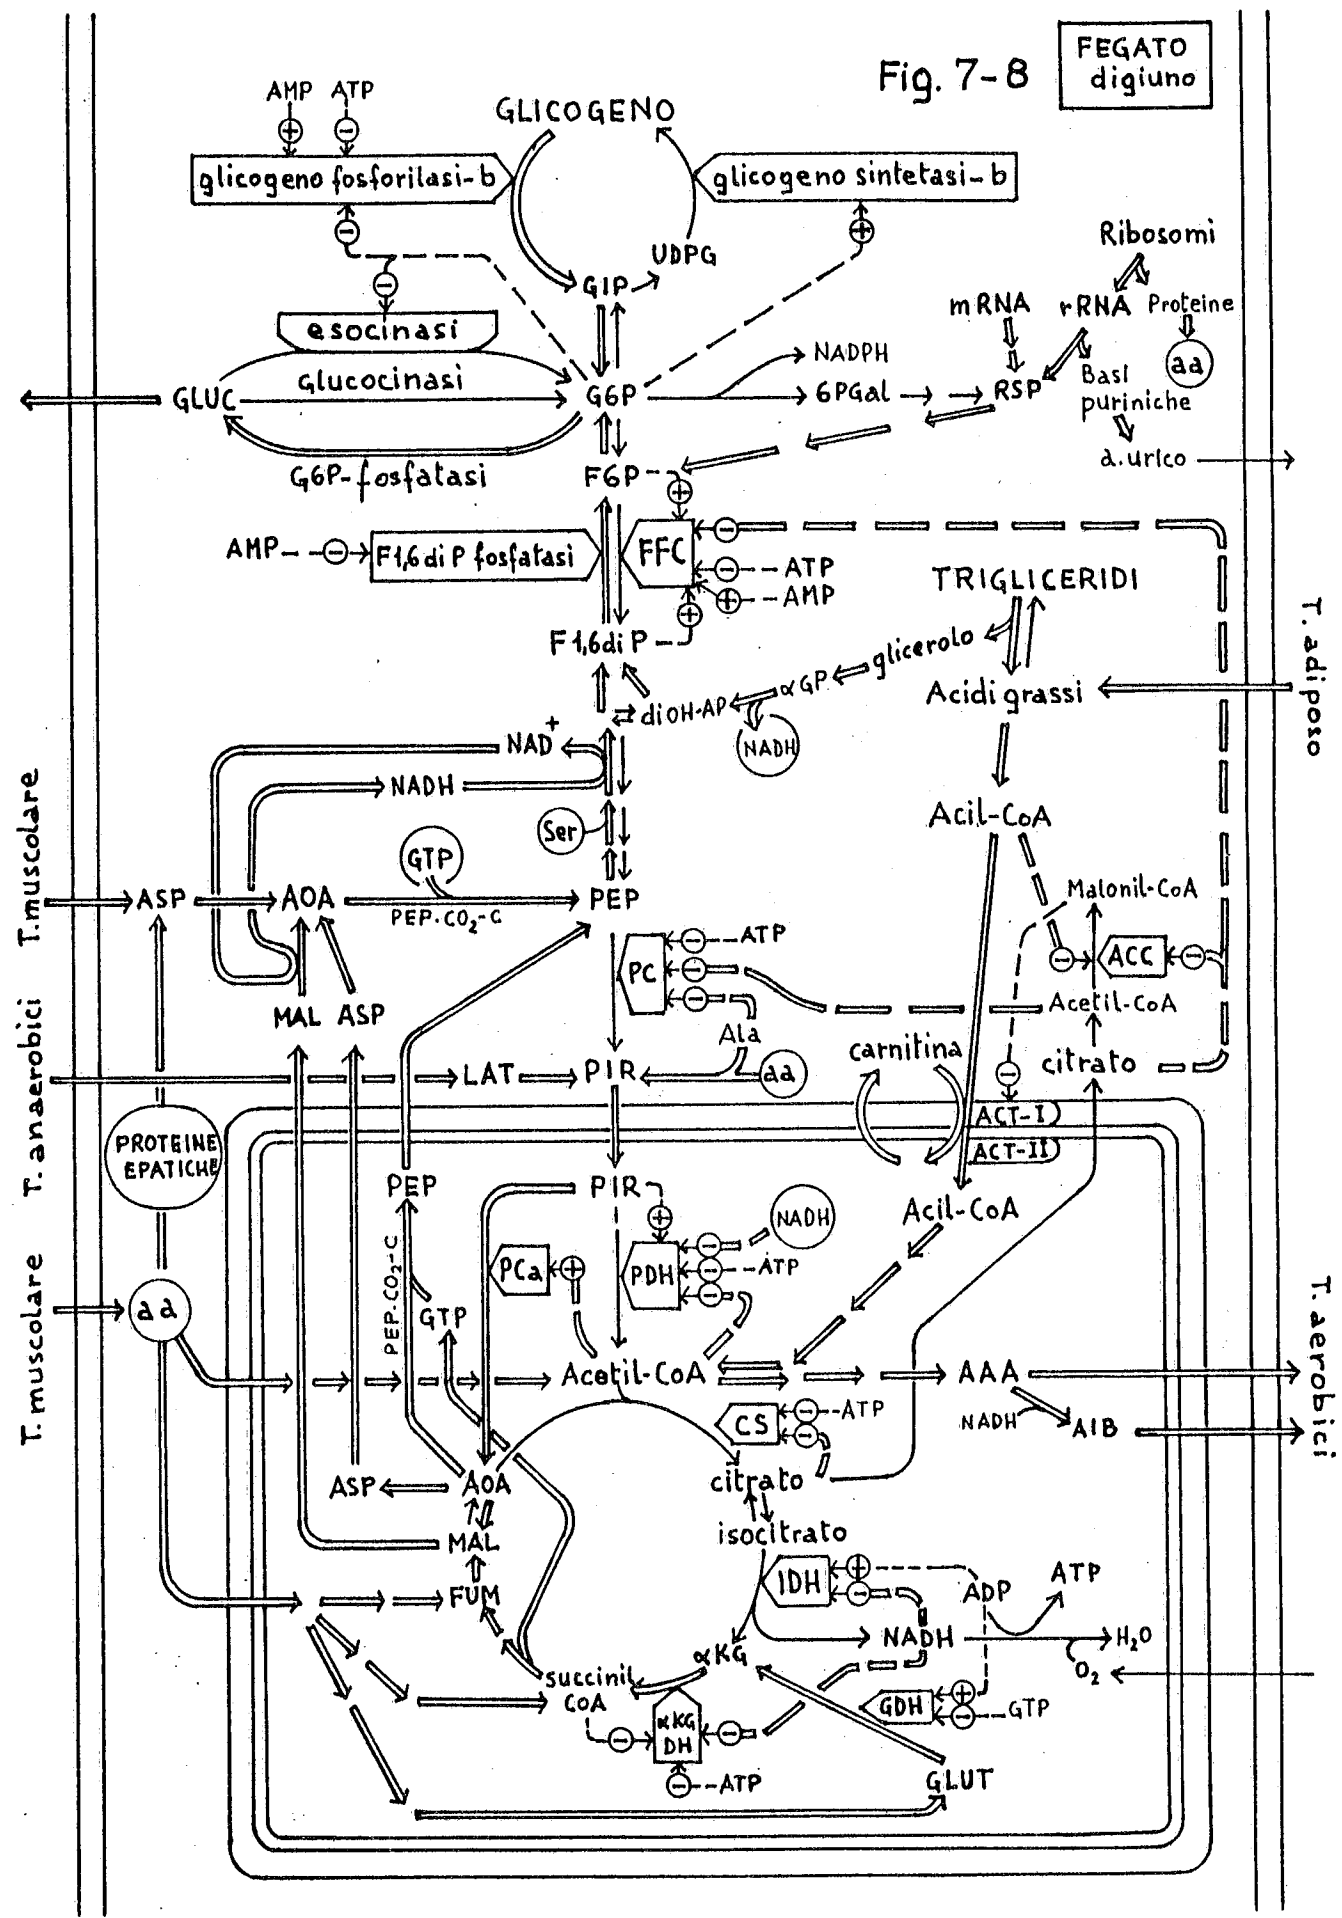 Fig. 7-8
FEGATO
digiuno
AMP ATP
GLICOGENO
+ -
glicogeno fosforilasi-b
glicogeno sintetasi-b
- +
UDPG
Ribosomi
-
G1P
mRNA rRNA Proteine
esocinasi
NADPH
aa
glucocinasi
Basi
puriniche
GLUC
G6P
6PGal
RSP
a.urico
G6P-fosfatasi
F6P
+
AMP - F1,6 di P fosfatasi
FFC
-
- ATP
+ AMP
+
TRIGLICERIDI
T. adiposo
F1,6 di P
glicerolo
αGP
diOH-AP
Acidi grassi
NADH
NAD+
NADH
Acil-CoA
Ser
T. muscolare
GTP
ASP
AOA
PEP-CO2-C
PEP
Malonil-CoA
PC
- ATP
-
-
-
ACC
-
Acetil-CoA
MAL ASP
Ala
carnitina
citrato
T. anaerobici
LAT
PIR
aa
-
ACT-I
ACT-II
PROTEINE
EPATICHE
PEP
PIR
+
NADH
Acil-CoA
PEP-CO2-C
PCa
+
PDH
-
- ATP
-
T. muscolare
aa
GTP
T. aerobici
Acetil-CoA
AAA
CS
- ATP
-
NADH
AIB
ASP
AOA
citrato
MAL
isocitrato
FUM
IDH
+
-
ADP
ATP
NADH
H2O
O2
αKG
succinil
CoA
αKG
DH
-
-
- ATP
GDH
+
- GTP
GLUT